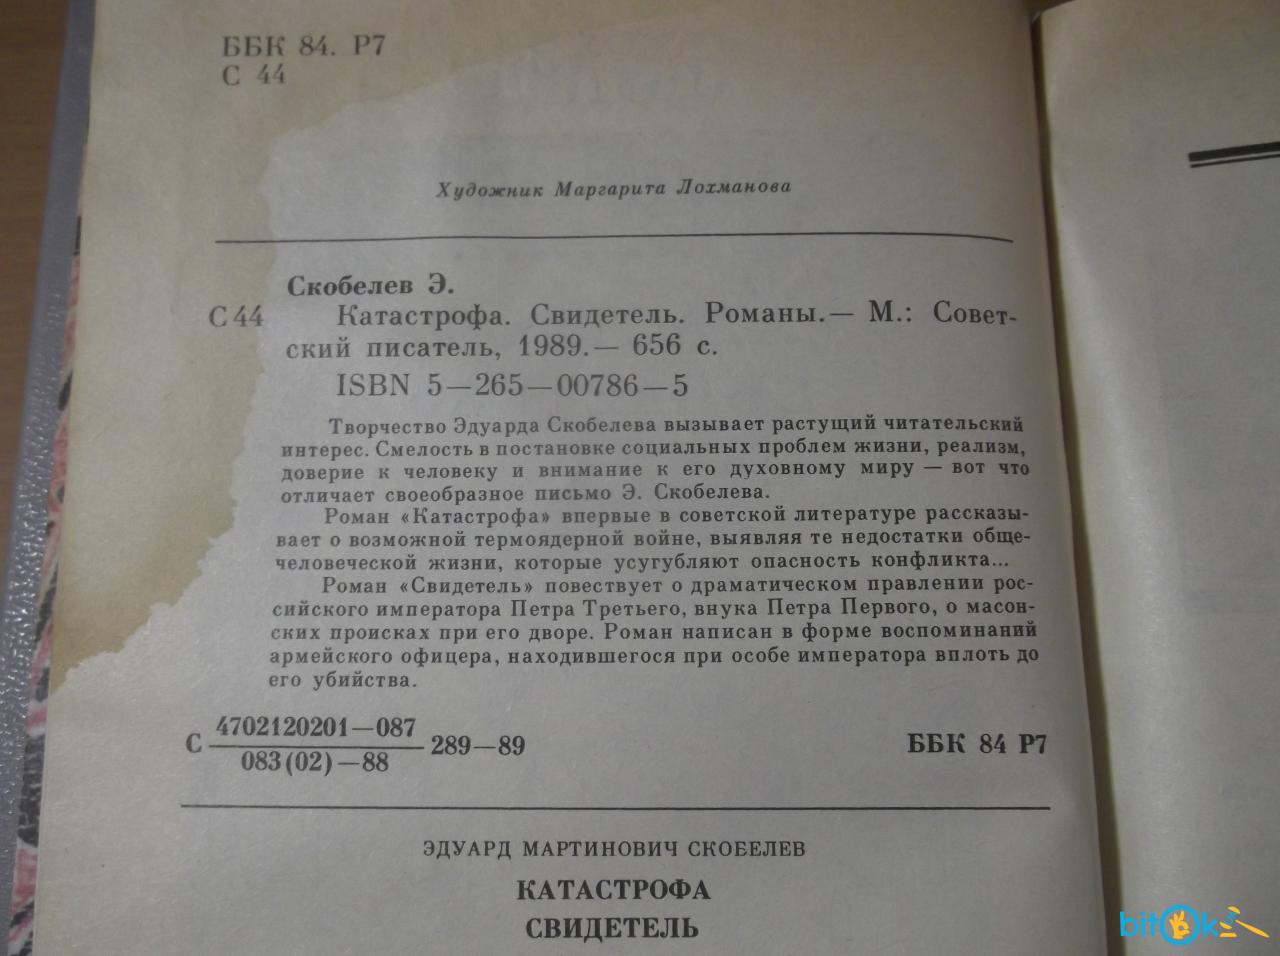 ББК 84. Р7
С 44
Художник Маргарита Лохманова
Скобелев Э.
С 44 Катастрофа. Свидетель. Романы.— М.: Совет-
ский писатель, 1989.— 656 с.
ISBN 5—265—00786—5
Творчество Эдуарда Скобелева вызывает растущий читательский
интерес. Смелость в постановке социальных проблем жизни, реализм,
доверие к человеку и внимание к его духовному миру — вот что
отличает своеобразное письмо Э. Скобелева.
Роман «Катастрофа» впервые в советской литературе рассказы-
вает о возможной термоядерной войне, выявляя те недостатки обще-
человеческой жизни, которые усугубляют опасность конфликта...
Роман «Свидетель» повествует о драматическом правлении рос-
сийского императора Петра Третьего, внука Петра Первого, о масон-
ских происках при его дворе. Роман написан в форме воспоминаний
армейского офицера, находившегося при особе императора вплоть до
его убийства.
С 4702120201—087
083(02)—88 289—89 ББК 84 Р7
ЭДУАРД МАРТИНОВИЧ СКОБЕЛЕВ
КАТАСТРОФА
СВИДЕТЕЛЬ
bitok